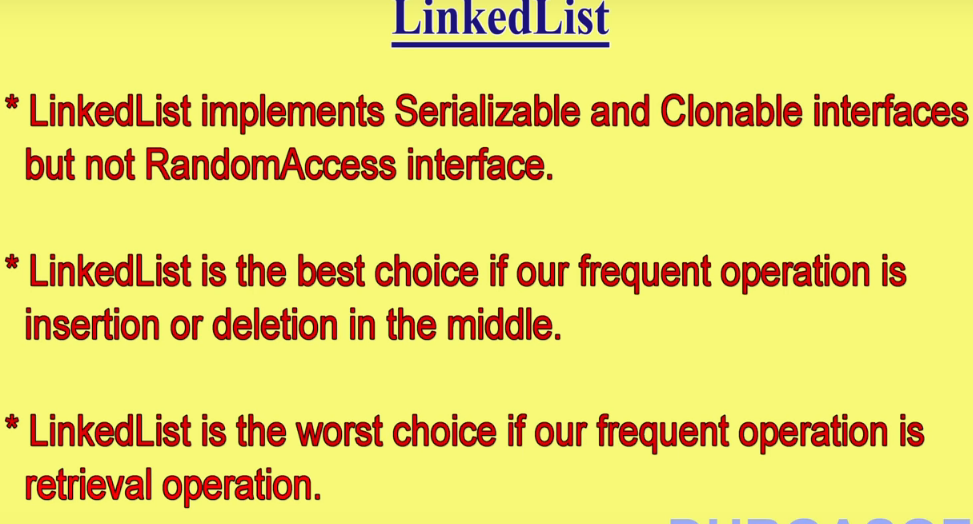 LinkedList
* LinkedList implements Serializable and Clonable interfaces
but not RandomAccess interface.
* LinkedList is the best choice if our frequent operation is
insertion or deletion in the middle.
* LinkedList is the worst choice if our frequent operation is
retrieval operation.